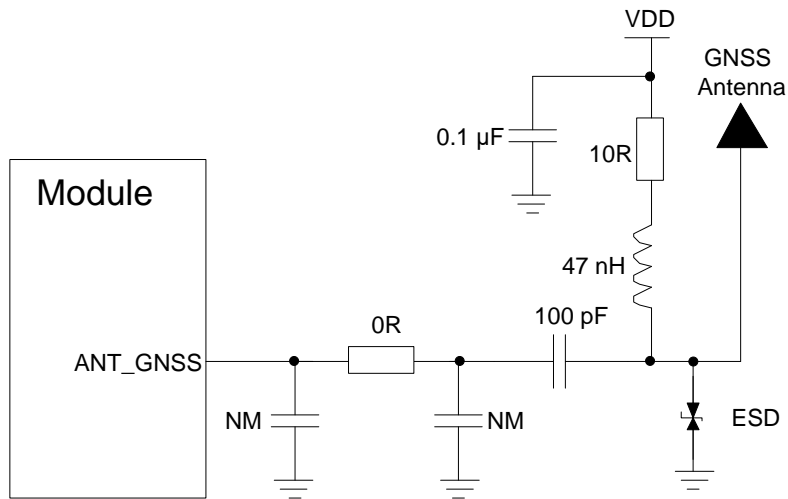 VDD
GNSS
Antenna
0.1 µF
10R
Module
47 nH
100 pF
0R
ANT_GNSS
NM
NM
ESD